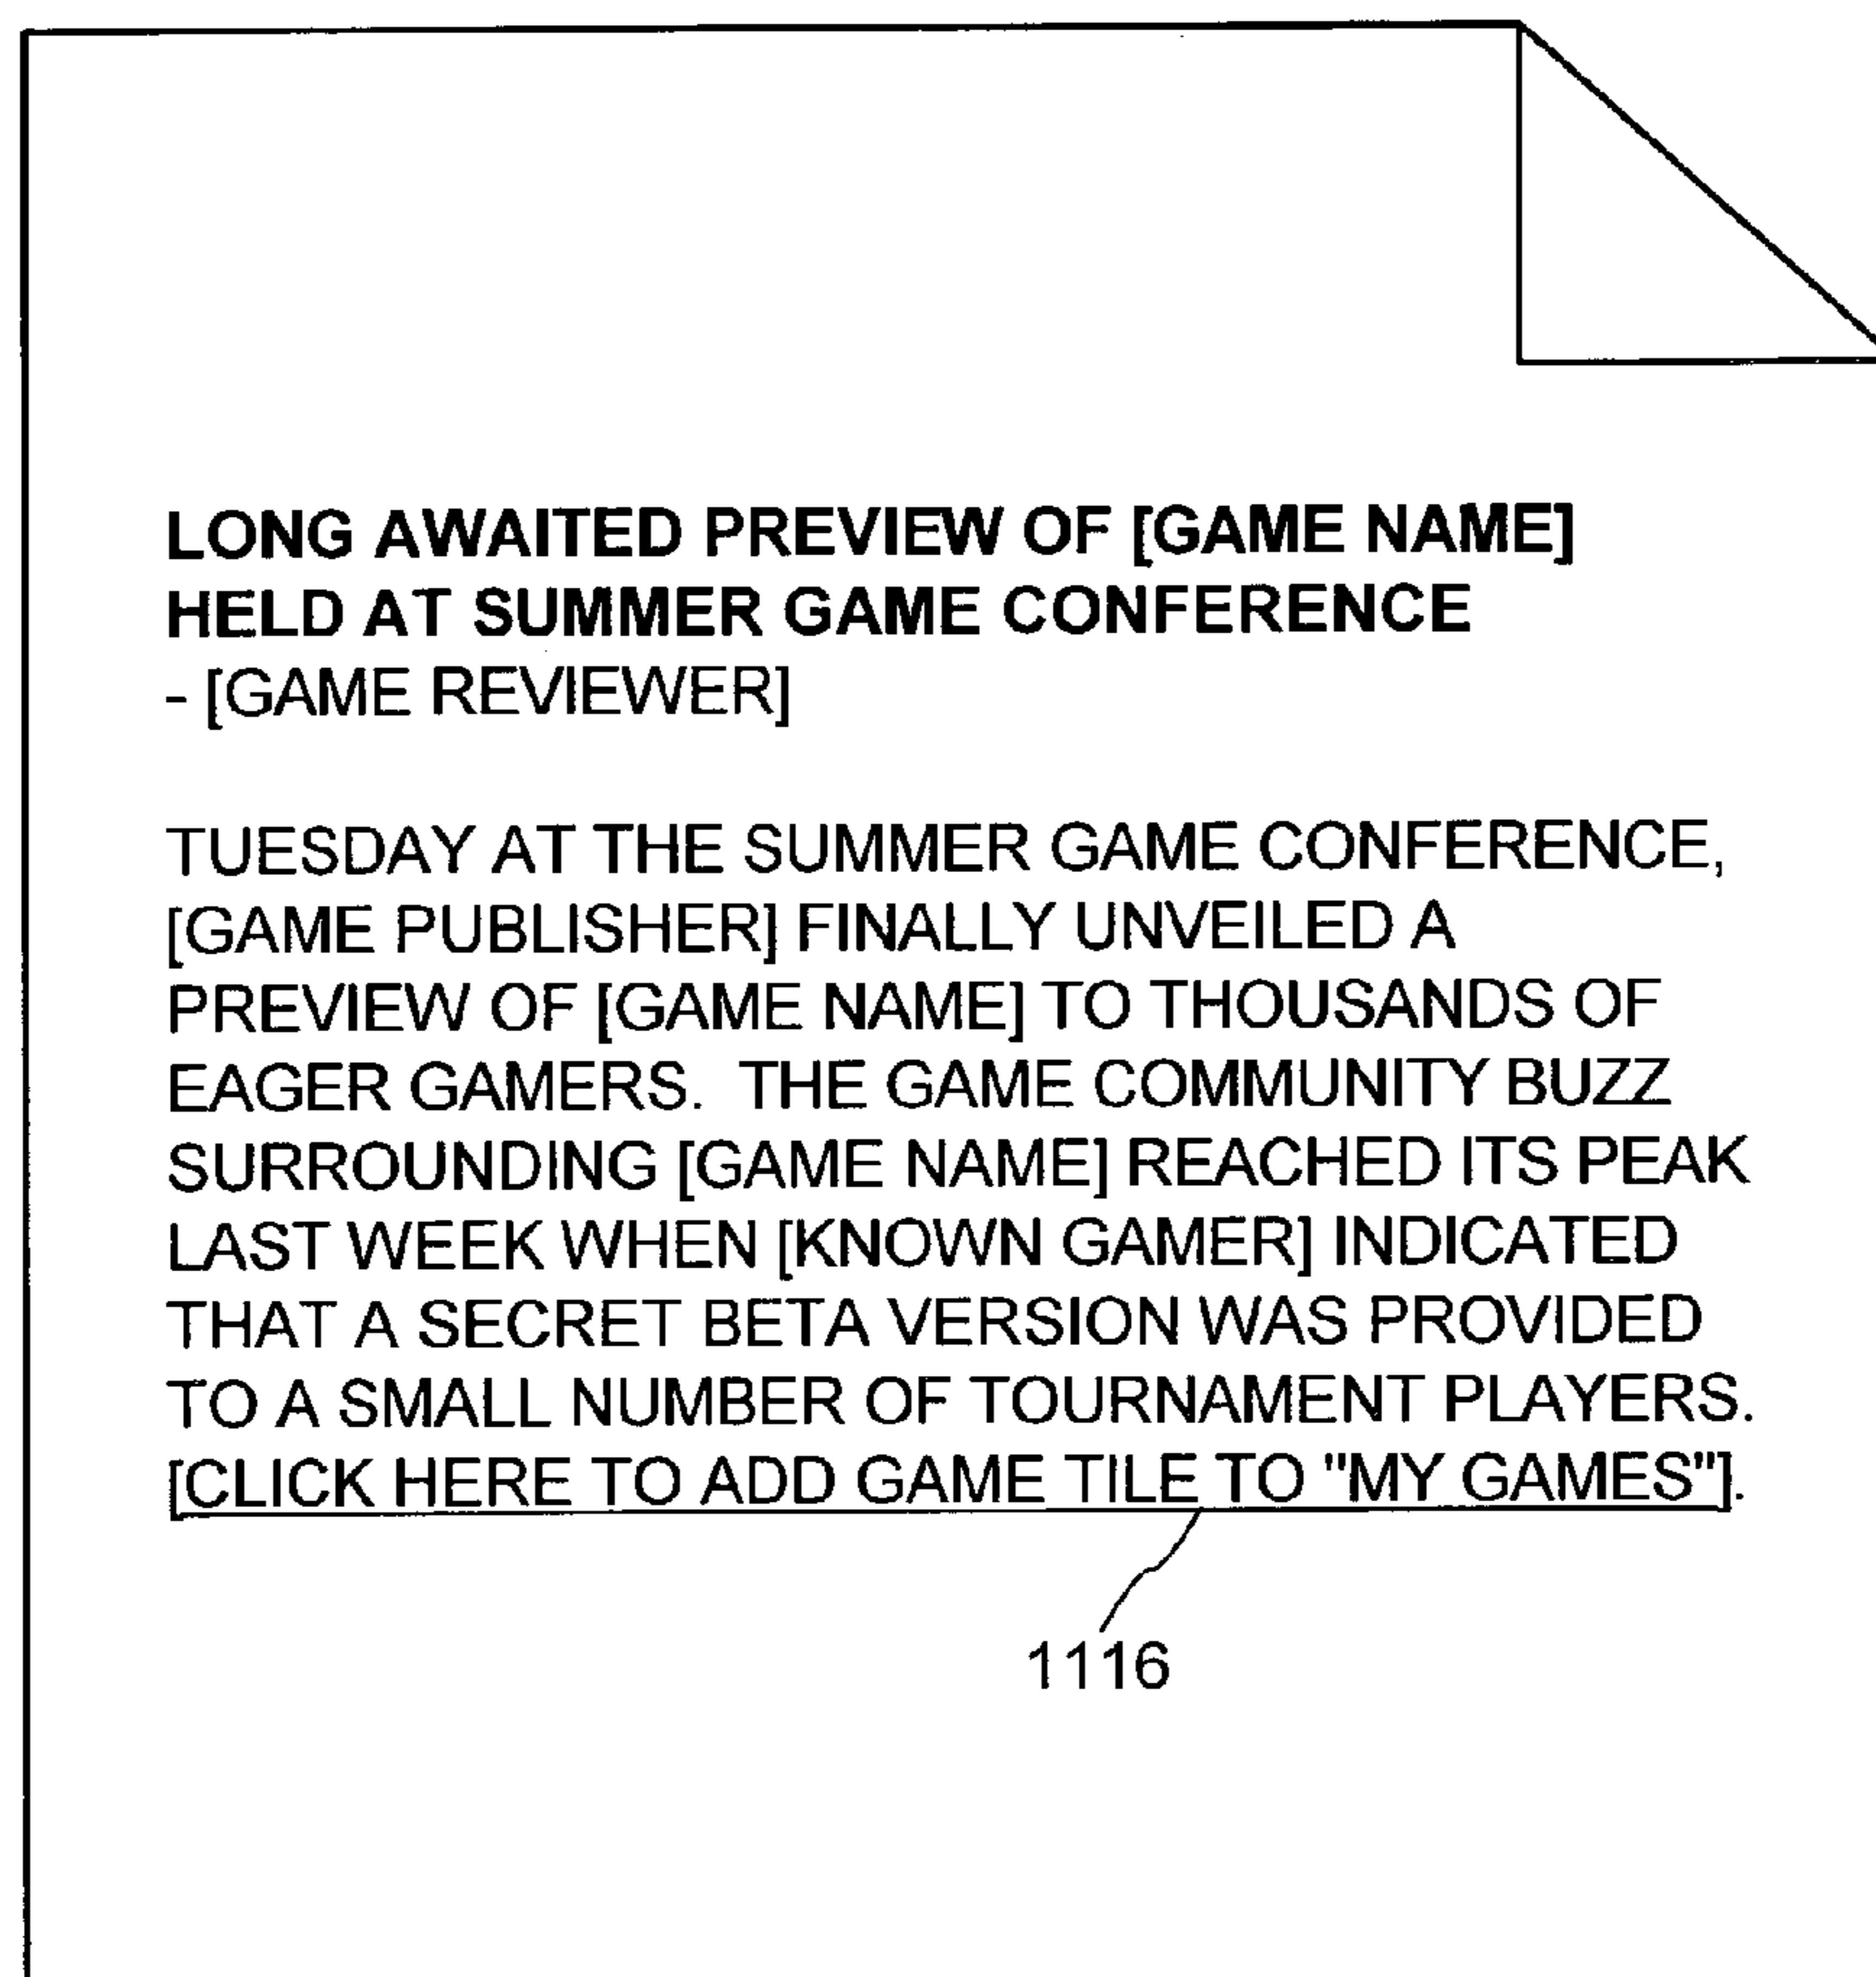 LONG AWAITED PREVIEW OF [GAME NAME]
HELD AT SUMMER GAME CONFERENCE
- [GAME REVIEWER]
TUESDAY AT THE SUMMER GAME CONFERENCE,
[GAME PUBLISHER] FINALLY UNVEILED A
PREVIEW OF [GAME NAME] TO THOUSANDS OF
EAGER GAMERS.  THE GAME COMMUNITY BUZZ
SURROUNDING [GAME NAME] REACHED ITS PEAK
LAST WEEK WHEN [KNOWN GAMER] INDICATED
THAT A SECRET BETA VERSION WAS PROVIDED
TO A SMALL NUMBER OF TOURNAMENT PLAYERS.
[CLICK HERE TO ADD GAME TILE TO "MY GAMES"].
1116